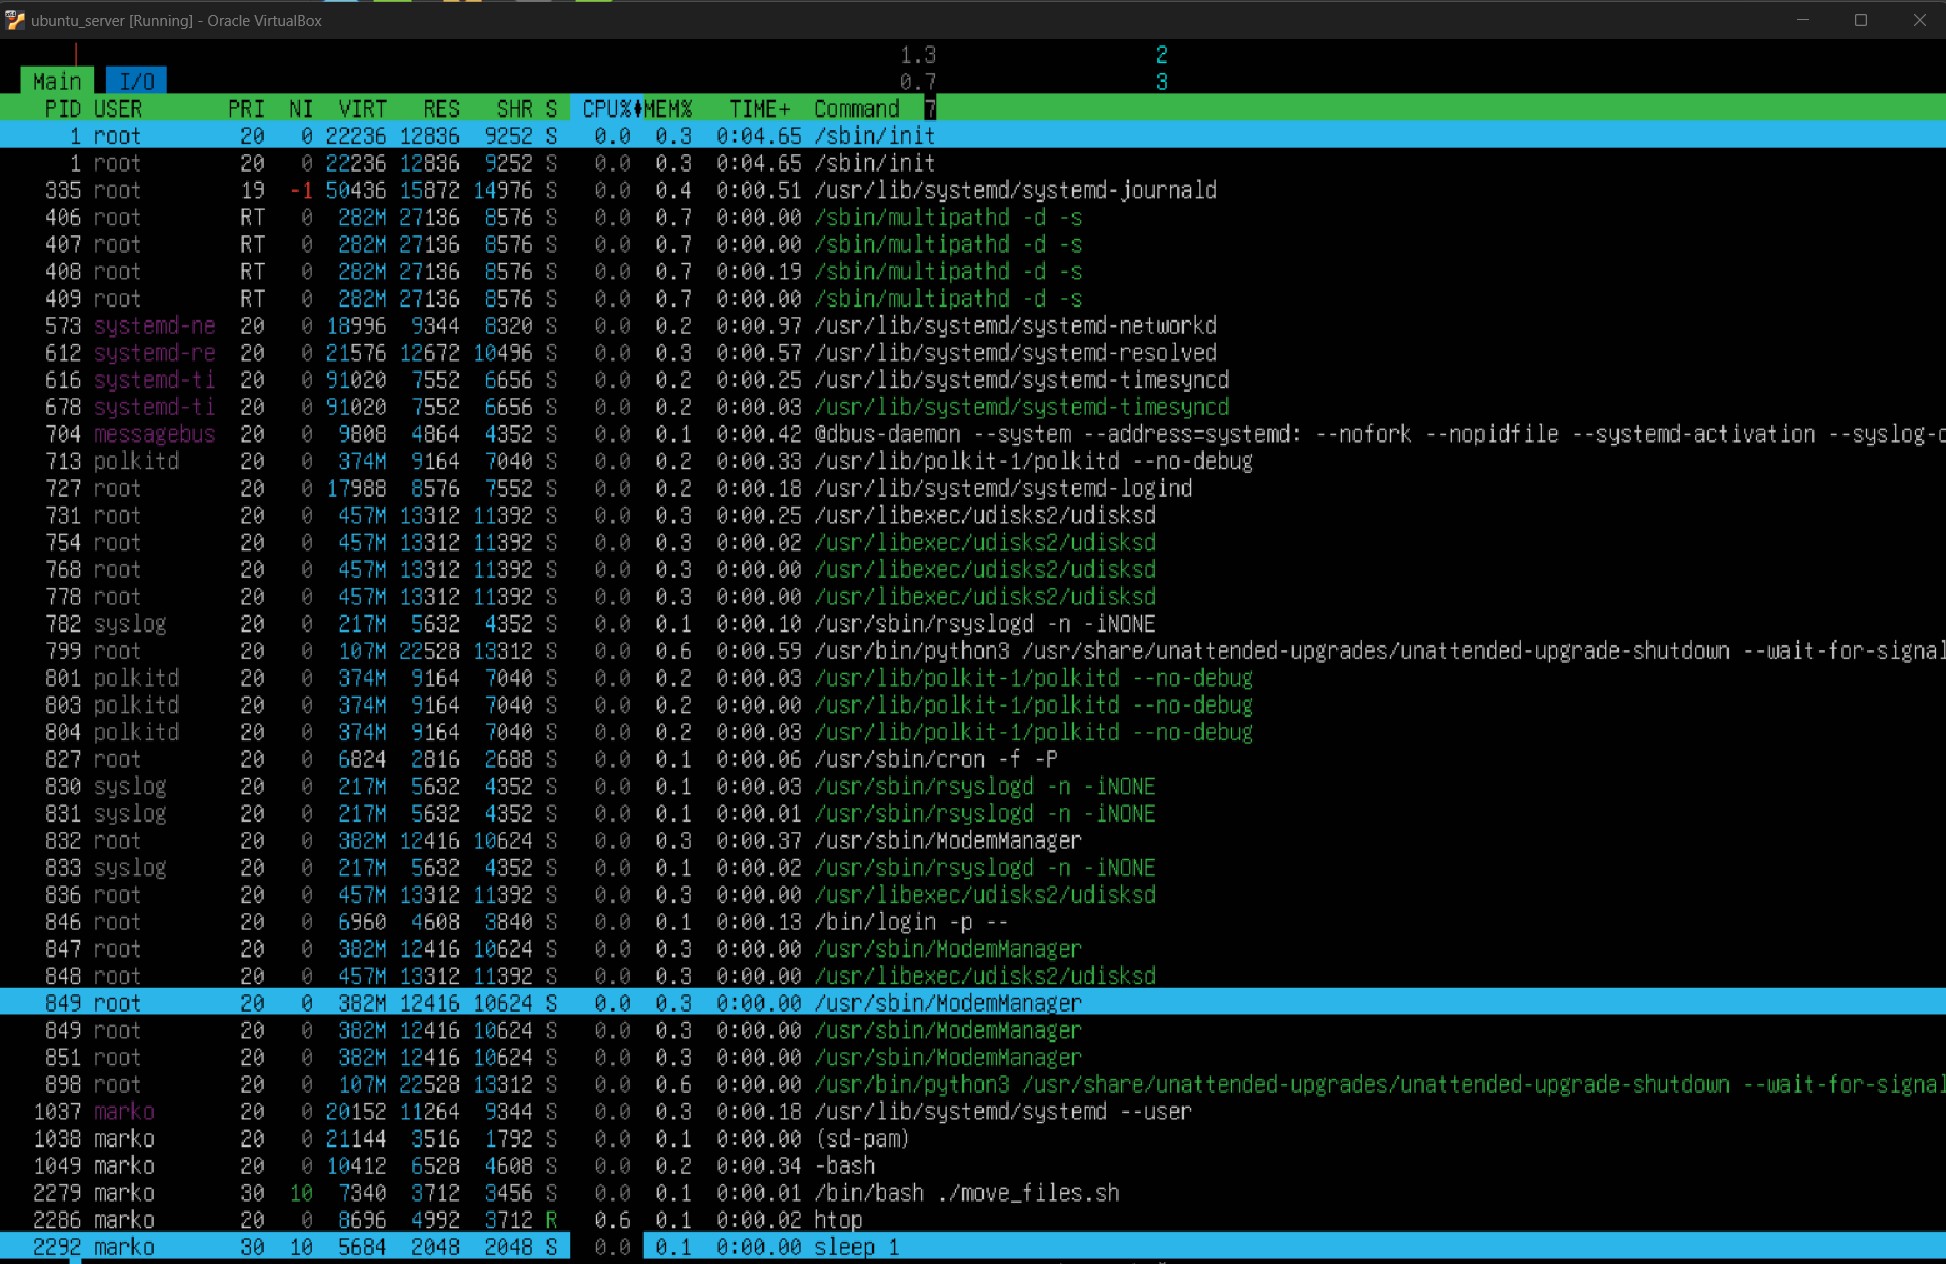 ubuntu_server [Running] - Oracle VirtualBox
1.3 2
Main I/O 0.7 3
PID USER PRI NI VIRT RES SHR S CPU% MEM% TIME+ Command 7
1 root 20 0 22236 12836 9252 S 0.0 0.3 0:04.65 /sbin/init
1 root 20 0 22236 12836 9252 S 0.0 0.3 0:04.65 /sbin/init
335 root 19 -1 50436 15872 14976 S 0.0 0.4 0:00.51 /usr/lib/systemd/systemd-journald
406 root RT 0 282M 27136 8576 S 0.0 0.7 0:00.00 /sbin/multipathd -d -s
407 root RT 0 282M 27136 8576 S 0.0 0.7 0:00.00 /sbin/multipathd -d -s
408 root RT 0 282M 27136 8576 S 0.0 0.7 0:00.19 /sbin/multipathd -d -s
409 root RT 0 282M 27136 8576 S 0.0 0.7 0:00.00 /sbin/multipathd -d -s
573 systemd-ne 20 0 18996 9344 8320 S 0.0 0.2 0:00.97 /usr/lib/systemd/systemd-networkd
612 systemd-re 20 0 21576 12672 10496 S 0.0 0.3 0:00.57 /usr/lib/systemd/systemd-resolved
616 systemd-ti 20 0 91020 7552 6656 S 0.0 0.2 0:00.25 /usr/lib/systemd/systemd-timesyncd
678 systemd-ti 20 0 91020 7552 6656 S 0.0 0.2 0:00.03 /usr/lib/systemd/systemd-timesyncd
704 messagebus 20 0 9808 4864 4352 S 0.0 0.1 0:00.42 @dbus-daemon --system --address=systemd: --nofork --nopidfile --systemd-activation --syslog-o
713 polkitd 20 0 374M 9164 7040 S 0.0 0.2 0:00.33 /usr/lib/polkit-1/polkitd --no-debug
727 root 20 0 17988 8576 7552 S 0.0 0.2 0:00.18 /usr/lib/systemd/systemd-logind
731 root 20 0 457M 13312 11392 S 0.0 0.3 0:00.25 /usr/libexec/udisks2/udisksd
754 root 20 0 457M 13312 11392 S 0.0 0.3 0:00.02 /usr/libexec/udisks2/udisksd
768 root 20 0 457M 13312 11392 S 0.0 0.3 0:00.00 /usr/libexec/udisks2/udisksd
778 root 20 0 457M 13312 11392 S 0.0 0.3 0:00.00 /usr/libexec/udisks2/udisksd
782 syslog 20 0 217M 5632 4352 S 0.0 0.1 0:00.10 /usr/sbin/rsyslogd -n -iNONE
799 root 20 0 107M 22528 13312 S 0.0 0.6 0:00.59 /usr/bin/python3 /usr/share/unattended-upgrades/unattended-upgrade-shutdown --wait-for-signal
801 polkitd 20 0 374M 9164 7040 S 0.0 0.2 0:00.03 /usr/lib/polkit-1/polkitd --no-debug
803 polkitd 20 0 374M 9164 7040 S 0.0 0.2 0:00.00 /usr/lib/polkit-1/polkitd --no-debug
804 polkitd 20 0 374M 9164 7040 S 0.0 0.2 0:00.03 /usr/lib/polkit-1/polkitd --no-debug
827 root 20 0 6824 2816 2688 S 0.0 0.1 0:00.06 /usr/sbin/cron -f -P
830 syslog 20 0 217M 5632 4352 S 0.0 0.1 0:00.03 /usr/sbin/rsyslogd -n -iNONE
831 syslog 20 0 217M 5632 4352 S 0.0 0.1 0:00.01 /usr/sbin/rsyslogd -n -iNONE
832 root 20 0 382M 12416 10624 S 0.0 0.3 0:00.37 /usr/sbin/ModemManager
833 syslog 20 0 217M 5632 4352 S 0.0 0.1 0:00.02 /usr/sbin/rsyslogd -n -iNONE
836 root 20 0 457M 13312 11392 S 0.0 0.3 0:00.00 /usr/libexec/udisks2/udisksd
846 root 20 0 6960 4608 3840 S 0.0 0.1 0:00.13 /bin/login -p --
847 root 20 0 382M 12416 10624 S 0.0 0.3 0:00.00 /usr/sbin/ModemManager
848 root 20 0 457M 13312 11392 S 0.0 0.3 0:00.00 /usr/libexec/udisks2/udisksd
849 root 20 0 382M 12416 10624 S 0.0 0.3 0:00.00 /usr/sbin/ModemManager
849 root 20 0 382M 12416 10624 S 0.0 0.3 0:00.00 /usr/sbin/ModemManager
851 root 20 0 382M 12416 10624 S 0.0 0.3 0:00.00 /usr/sbin/ModemManager
898 root 20 0 107M 22528 13312 S 0.0 0.6 0:00.00 /usr/bin/python3 /usr/share/unattended-upgrades/unattended-upgrade-shutdown --wait-for-signal
1037 marko 20 0 20152 11264 9344 S 0.0 0.3 0:00.18 /usr/lib/systemd/systemd --user
1038 marko 20 0 21144 3516 1792 S 0.0 0.1 0:00.00 (sd-pam)
1049 marko 20 0 10412 6528 4608 S 0.0 0.2 0:00.34 -bash
2279 marko 30 10 7340 3712 3456 S 0.0 0.1 0:00.01 /bin/bash ./move_files.sh
2286 marko 20 0 8696 4992 3712 R 0.6 0.1 0:00.02 htop
2292 marko 30 10 5684 2048 2048 S 0.0 0.1 0:00.00 sleep 1